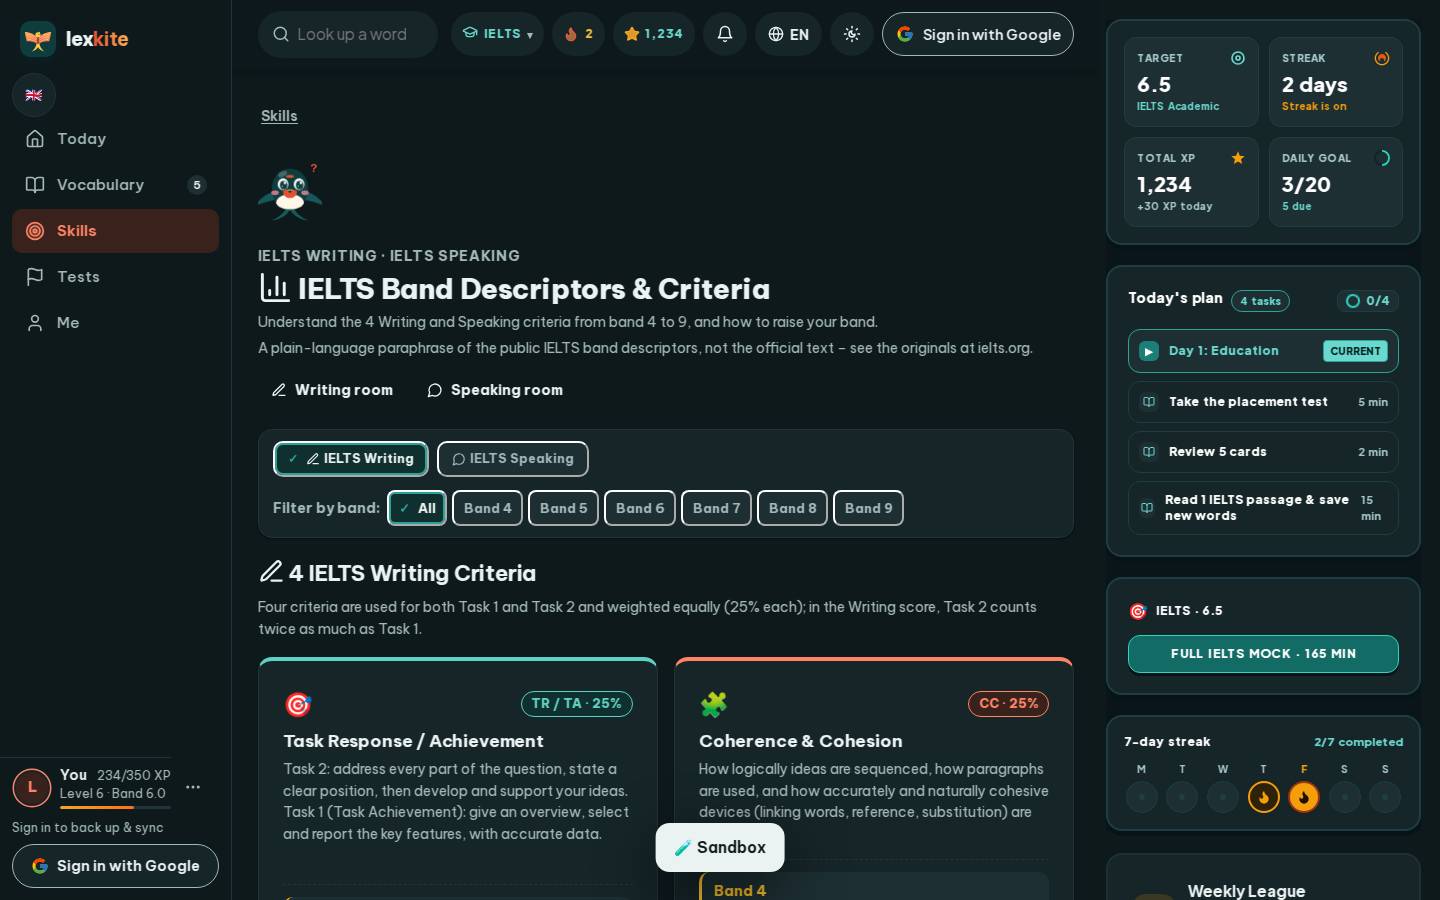 lexkite
Today
Vocabulary 5
Skills
Tests
Me
L
You 234/350 XP
Level 6 · Band 6.0
Sign in to back up & sync
Sign in with Google
Look up a word
IELTS
2
1,234
EN
Sign in with Google
Skills
?
IELTS WRITING · IELTS SPEAKING
IELTS Band Descriptors & Criteria
Understand the 4 Writing and Speaking criteria from band 4 to 9, and how to raise your band.
A plain-language paraphrase of the public IELTS band descriptors, not the official text – see the originals at ielts.org.
Writing room
Speaking room
✓ IELTS Writing
IELTS Speaking
Filter by band: ✓ All Band 4 Band 5 Band 6 Band 7 Band 8 Band 9
4 IELTS Writing Criteria
Four criteria are used for both Task 1 and Task 2 and weighted equally (25% each); in the Writing score, Task 2 counts
twice as much as Task 1.
TR / TA · 25%
Task Response / Achievement
Task 2: address every part of the question, state a
clear position, then develop and support your ideas.
Task 1 (Task Achievement): give an overview, select
and report the key features, with accurate data.
CC · 25%
Coherence & Cohesion
How logically ideas are sequenced, how paragraphs
are used, and how accurately and naturally cohesive
devices (linking words, reference, substitution) are
Band 4
Sandbox
TARGET
6.5
IELTS Academic
STREAK
2 days
Streak is on
TOTAL XP
1,234
+30 XP today
DAILY GOAL
3/20
5 due
Today's plan 4 tasks 0/4
Day 1: Education CURRENT
Take the placement test 5 min
Review 5 cards 2 min
Read 1 IELTS passage & save new words 15 min
IELTS · 6.5
FULL IELTS MOCK · 165 MIN
7-day streak 2/7 completed
M T W T F S S
Weekly League